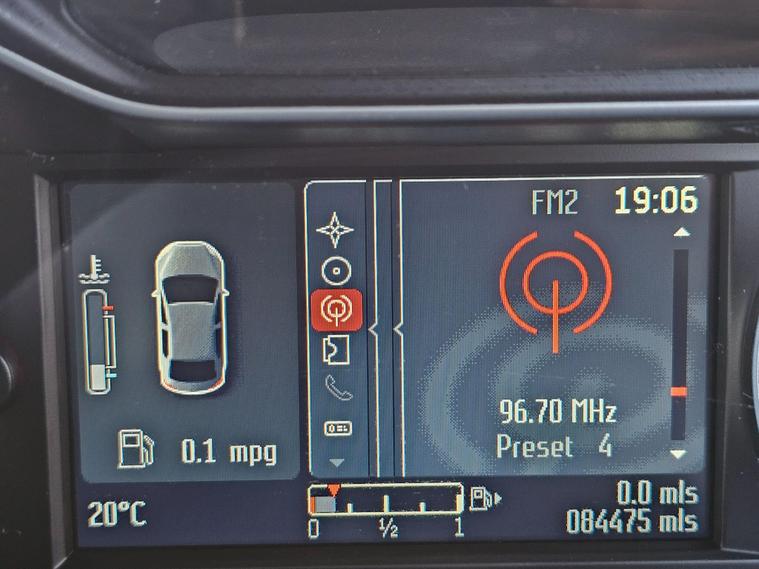 FM2 19:06
96.70 MHz
Preset 4
0.1 mpg
20°C
0 ½ 1
0.0 mls
084475 mls